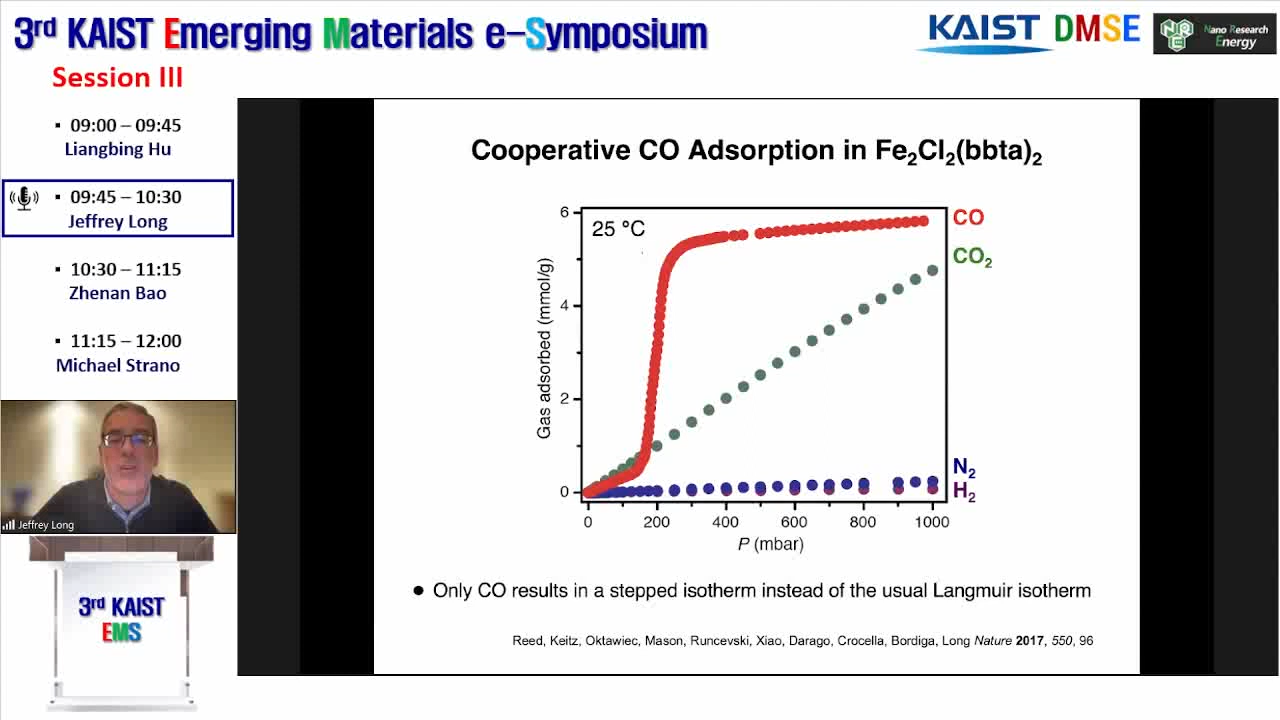 3rd KAIST Emerging Materials e-Symposium
KAIST DMSE
NRE
Nano Research
Energy
Session III
▪ 09:00 – 09:45
Liangbing Hu
▪ 09:45 – 10:30
Jeffrey Long
▪ 10:30 – 11:15
Zhenan Bao
▪ 11:15 – 12:00
Michael Strano
Jeffrey Long
3rd KAIST
EMS
Cooperative CO Adsorption in Fe₂Cl₂(bbta)₂
25 °C
CO
CO₂
N₂
H₂
Gas adsorbed (mmol/g)
6
4
2
0
0 200 400 600 800 1000
P (mbar)
● Only CO results in a stepped isotherm instead of the usual Langmuir isotherm
Reed, Keitz, Oktawiec, Mason, Runcevski, Xiao, Darago, Crocella, Bordiga, Long Nature 2017, 550, 96